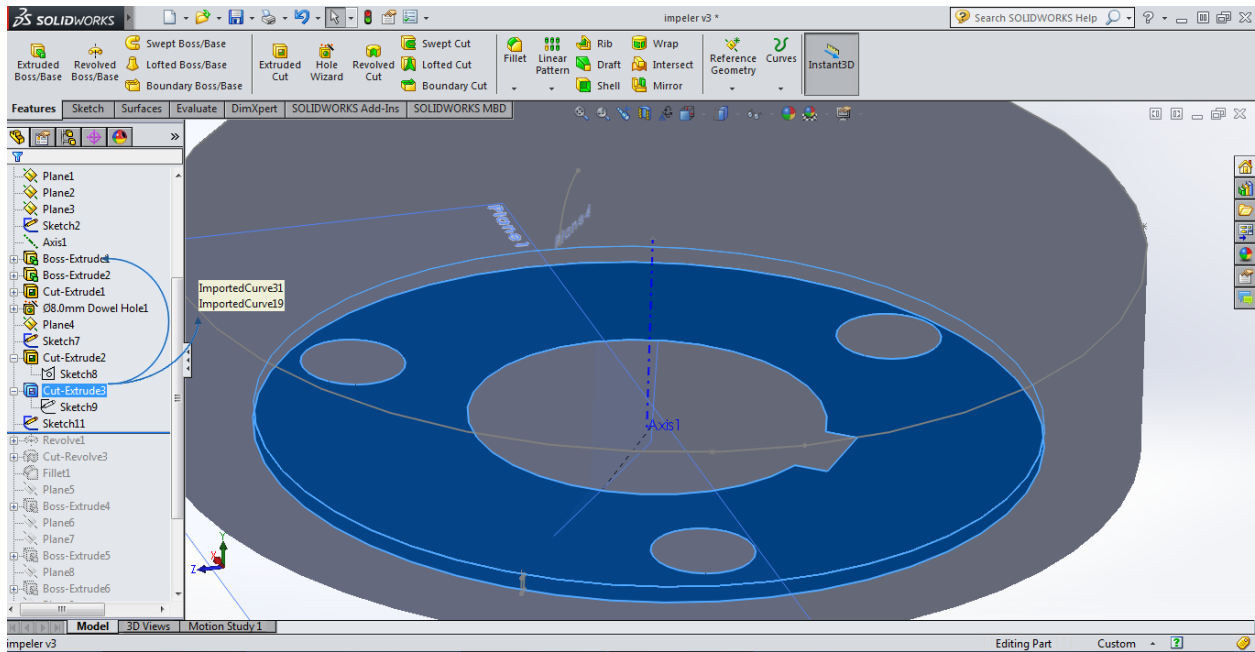 SOLIDWORKS
impeler v3 *
Search SOLIDWORKS Help
Extruded Boss/Base
Revolved Boss/Base
Swept Boss/Base
Lofted Boss/Base
Boundary Boss/Base
Extruded Cut
Hole Wizard
Revolved Cut
Swept Cut
Lofted Cut
Boundary Cut
Fillet
Linear Pattern
Rib
Draft
Shell
Wrap
Intersect
Mirror
Reference Geometry
Curves
Instant3D
Features
Sketch
Surfaces
Evaluate
DimXpert
SOLIDWORKS Add-Ins
SOLIDWORKS MBD
Plane1
Plane2
Plane3
Sketch2
Axis1
Boss-Extrude1
Boss-Extrude2
Cut-Extrude1
Ø8.0mm Dowel Hole1
Plane4
Sketch7
Cut-Extrude2
Sketch8
Cut-Extrude3
Sketch9
Sketch11
Revolve1
Cut-Revolve3
Fillet1
Plane5
Boss-Extrude4
Plane6
Plane7
Boss-Extrude5
Plane8
Boss-Extrude6
ImportedCurve31
ImportedCurve19
Plane1
Axis1
Y
X
Z
Model
3D Views
Motion Study 1
impeler v3
Editing Part
Custom